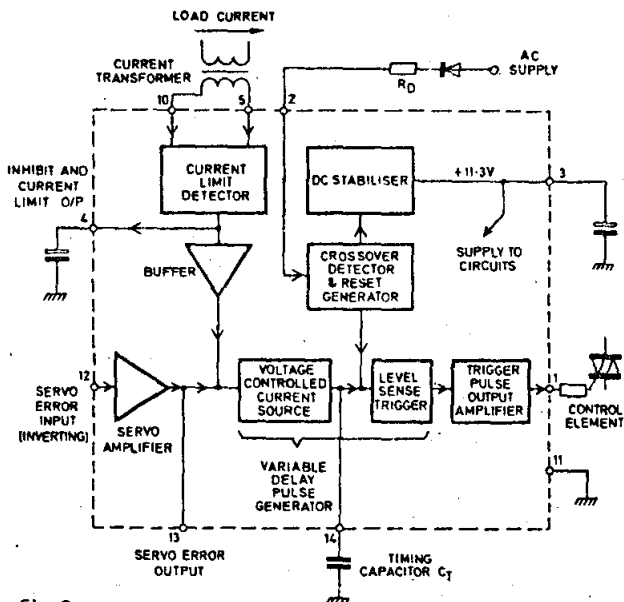 LOAD CURRENT
CURRENT
TRANSFORMER
10
5
2
R_D
AC
SUPPLY
INHIBIT AND
CURRENT
LIMIT O/P
4
CURRENT
LIMIT
DETECTOR
DC STABILISER
+11·3V
3
SUPPLY TO
CIRCUITS
BUFFER
CROSSOVER
DETECTOR
& RESET
GENERATOR
12
SERVO
ERROR
INPUT
(INVERTING)
SERVO
AMPLIFIER
VOLTAGE
CONTROLLED
CURRENT
SOURCE
LEVEL
SENSE
TRIGGER
TRIGGER
PULSE
OUTPUT
AMPLIFIER
1
CONTROL
ELEMENT
VARIABLE
DELAY
PULSE
GENERATOR
11
13
SERVO ERROR
OUTPUT
14
TIMING
CAPACITOR C_T